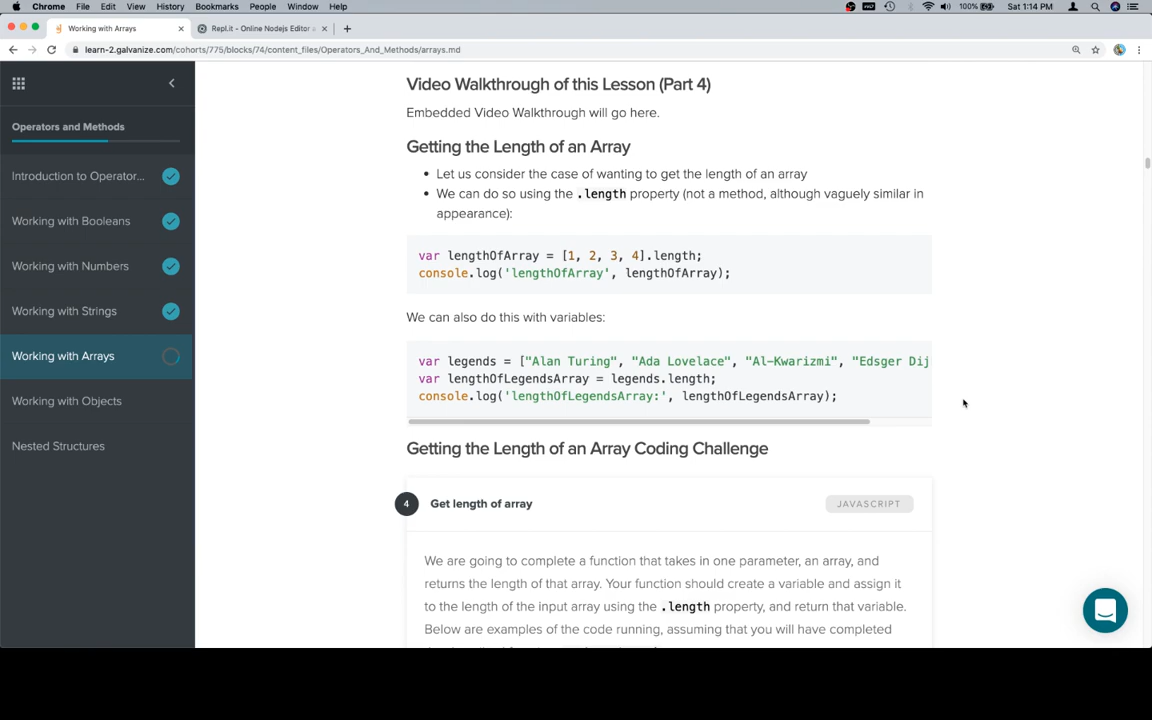 Chrome File Edit View History Bookmarks People Window Help 100% Sat 1:14 PM
Working with Arrays Repl.it - Online Nodejs Editor
learn-2.galvanize.com/cohorts/775/blocks/74/content_files/Operators_And_Methods/arrays.md
Operators and Methods
Introduction to Operator...
Working with Booleans
Working with Numbers
Working with Strings
Working with Arrays
Working with Objects
Nested Structures
Video Walkthrough of this Lesson (Part 4)
Embedded Video Walkthrough will go here.
Getting the Length of an Array
Let us consider the case of wanting to get the length of an array
We can do so using the .length property (not a method, although vaguely similar in
appearance):
var lengthOfArray = [1, 2, 3, 4].length;
console.log('lengthOfArray', lengthOfArray);
We can also do this with variables:
var legends = ["Alan Turing", "Ada Lovelace", "Al-Kwarizmi", "Edsger Dij
var lengthOfLegendsArray = legends.length;
console.log('lengthOfLegendsArray:', lengthOfLegendsArray);
Getting the Length of an Array Coding Challenge
4 Get length of array JAVASCRIPT
We are going to complete a function that takes in one parameter, an array, and
returns the length of that array. Your function should create a variable and assign it
to the length of the input array using the .length property, and return that variable.
Below are examples of the code running, assuming that you will have completed